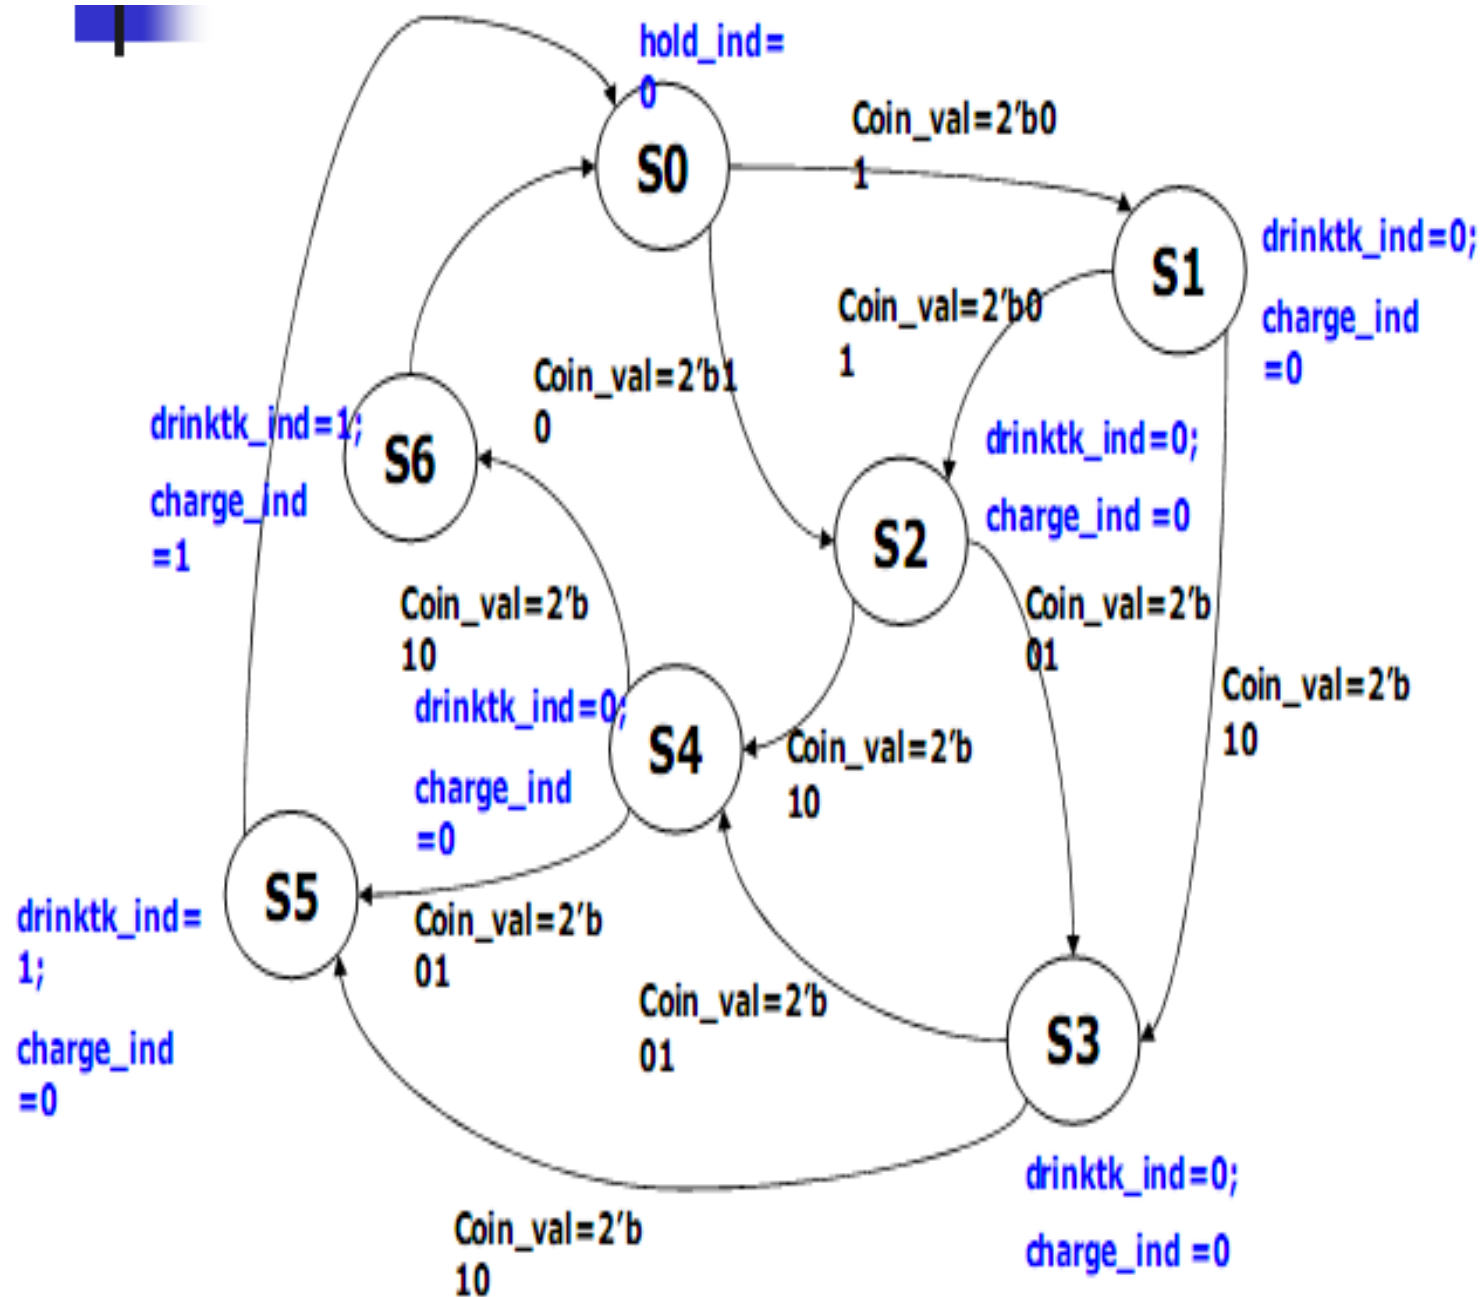 hold_ind=
0
S0
Coin_val=2'b0
1
S1
drinktk_ind=0;
charge_ind
=0
Coin_val=2'b0
1
Coin_val=2'b1
0
drinktk_ind=1;
charge_ind
=1
S6
drinktk_ind=0;
charge_ind =0
S2
Coin_val=2'b
10
Coin_val=2'b
01
Coin_val=2'b
10
drinktk_ind=0;
charge_ind
=0
S4
Coin_val=2'b
10
S5
drinktk_ind=
1;
charge_ind
=0
Coin_val=2'b
01
Coin_val=2'b
01
S3
drinktk_ind=0;
charge_ind =0
Coin_val=2'b
10